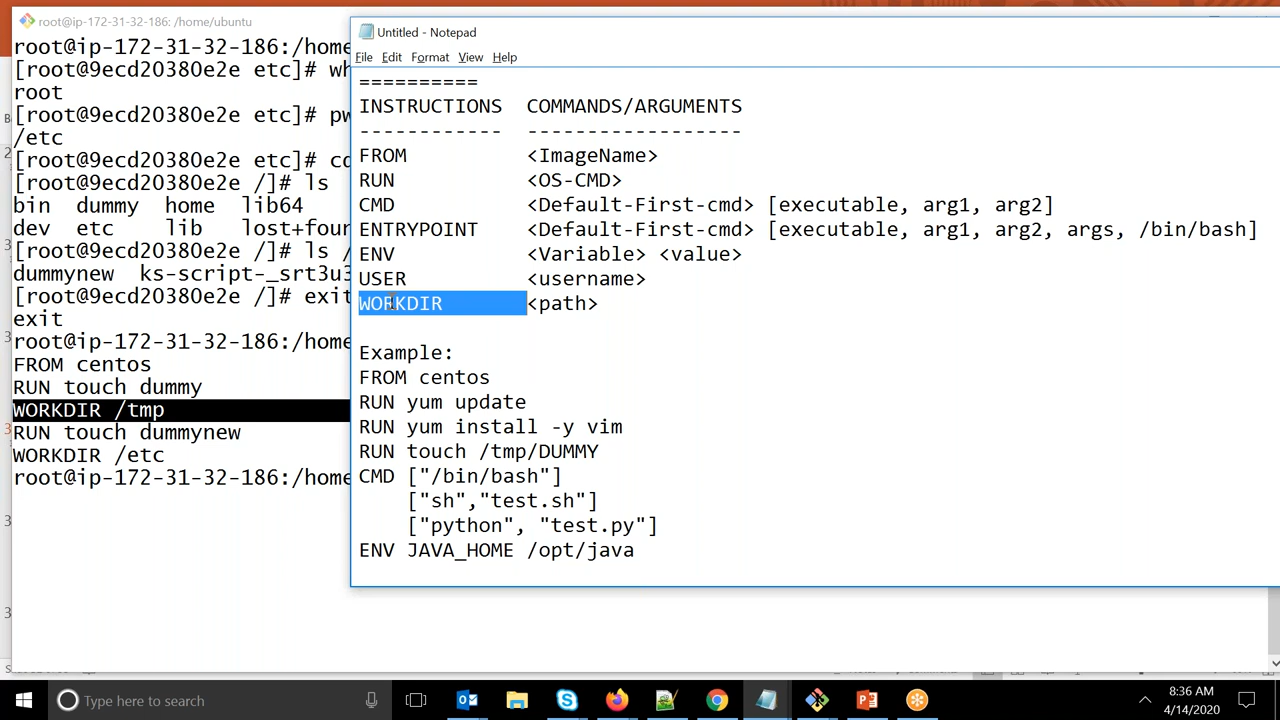 root@ip-172-31-32-186: /home/ubuntu
root@ip-172-31-32-186:/home
[root@9ecd20380e2e etc]# wh
root
[root@9ecd20380e2e etc]# pw
/etc
[root@9ecd20380e2e etc]# cd
[root@9ecd20380e2e /]# ls
bin dummy home lib64
dev etc lib lost+foun
[root@9ecd20380e2e /]# ls /
dummynew ks-script-_srt3u3
[root@9ecd20380e2e /]# exit
exit
root@ip-172-31-32-186:/home
FROM centos
RUN touch dummy
WORKDIR /tmp
RUN touch dummynew
WORKDIR /etc
root@ip-172-31-32-186:/home
Untitled - Notepad
File Edit Format View Help
==========
INSTRUCTIONS COMMANDS/ARGUMENTS
------------ ------------------
FROM <ImageName>
RUN <OS-CMD>
CMD <Default-First-cmd> [executable, arg1, arg2]
ENTRYPOINT <Default-First-cmd> [executable, arg1, arg2, args, /bin/bash]
ENV <Variable> <value>
USER <username>
WORKDIR <path>
Example:
FROM centos
RUN yum update
RUN yum install -y vim
RUN touch /tmp/DUMMY
CMD ["/bin/bash"]
["sh","test.sh"]
["python", "test.py"]
ENV JAVA_HOME /opt/java
Type here to search
8:36 AM
4/14/2020